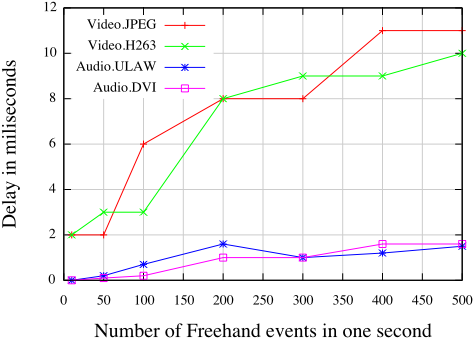 12
10
8
6
4
2
0
Video.JPEG
Video.H263
Audio.ULAW
Audio.DVI
Delay in miliseconds
0 50 100 150 200 250 300 350 400 450 500
Number of Freehand events in one second